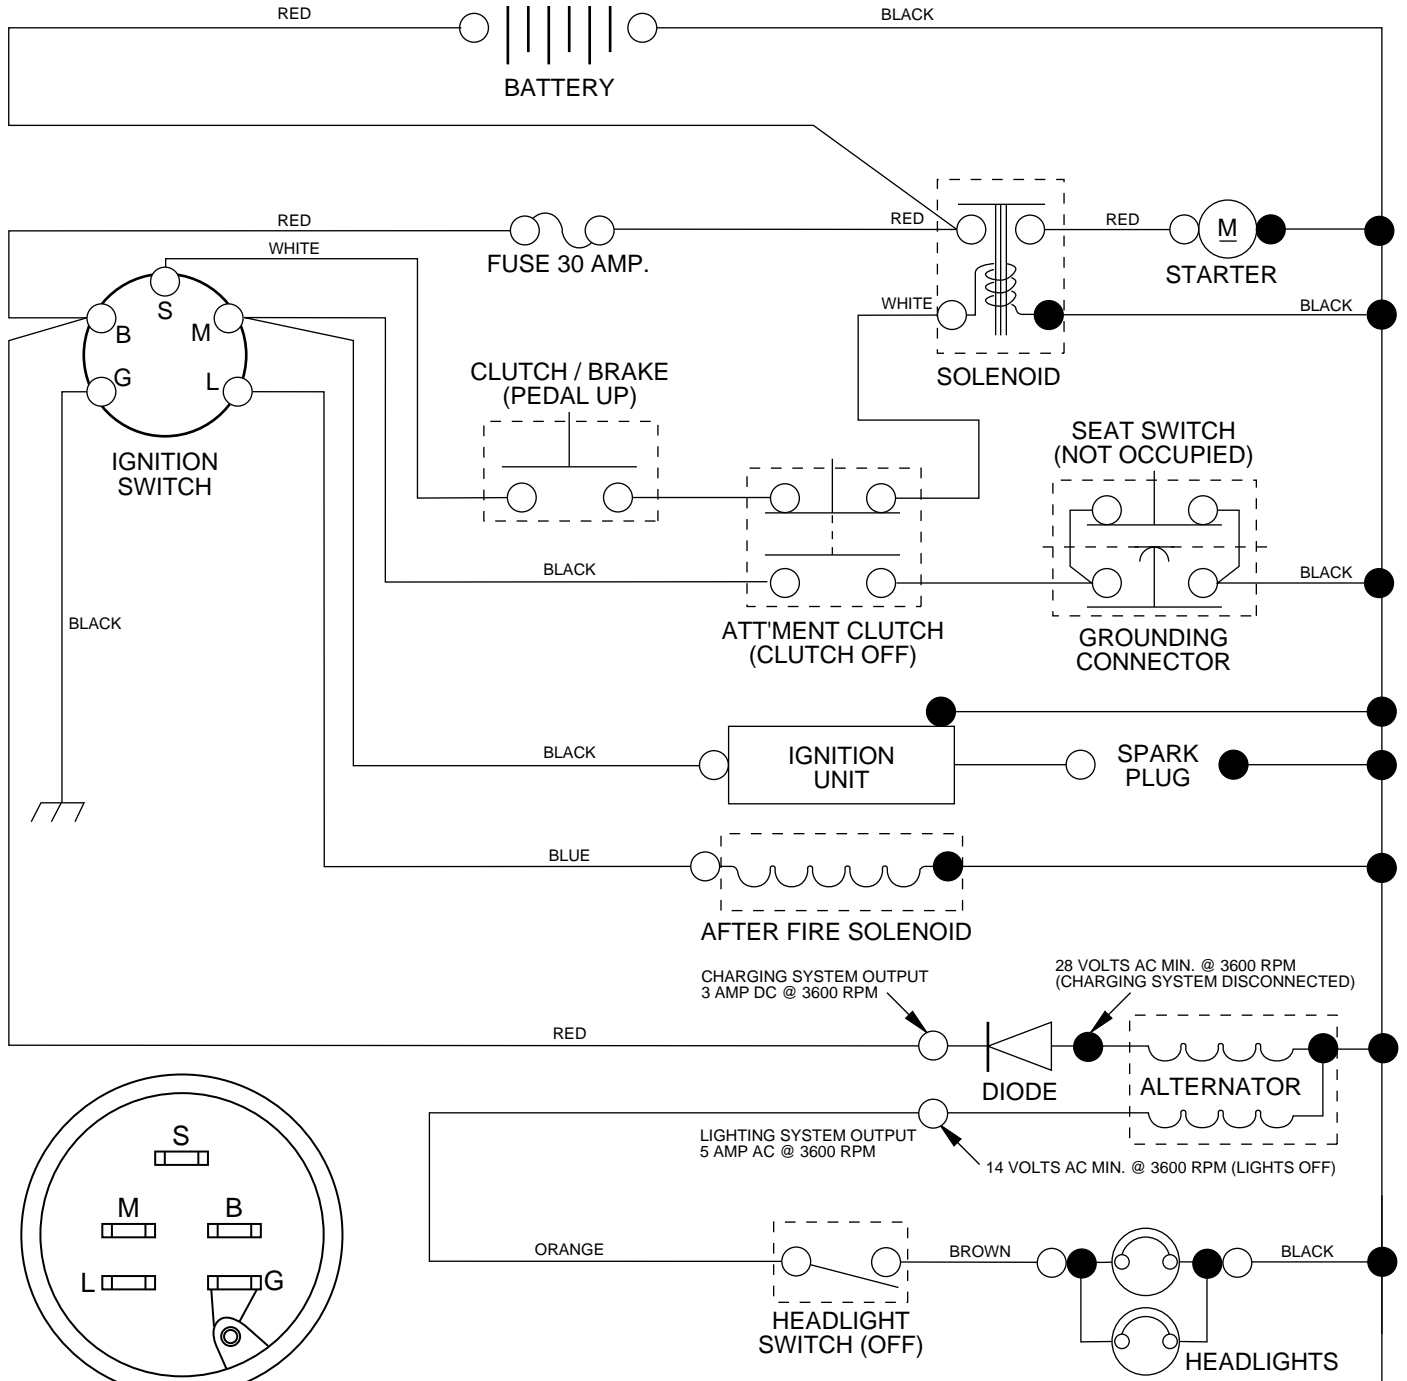 RED
BLACK
BATTERY
RED
RED
RED
M
WHITE
FUSE 30 AMP.
STARTER
S
B
M
WHITE
BLACK
G
L
CLUTCH / BRAKE
(PEDAL UP)
SOLENOID
IGNITION
SWITCH
SEAT SWITCH
(NOT OCCUPIED)
BLACK
BLACK
BLACK
ATT'MENT CLUTCH
(CLUTCH OFF)
GROUNDING
CONNECTOR
BLACK
IGNITION
UNIT
SPARK
PLUG
BLUE
AFTER FIRE SOLENOID
CHARGING SYSTEM OUTPUT
3 AMP DC @ 3600 RPM
28 VOLTS AC MIN. @ 3600 RPM
(CHARGING SYSTEM DISCONNECTED)
RED
DIODE
ALTERNATOR
LIGHTING SYSTEM OUTPUT
5 AMP AC @ 3600 RPM
14 VOLTS AC MIN. @ 3600 RPM (LIGHTS OFF)
S
M
B
L
G
ORANGE
BROWN
BLACK
HEADLIGHT
SWITCH (OFF)
HEADLIGHTS